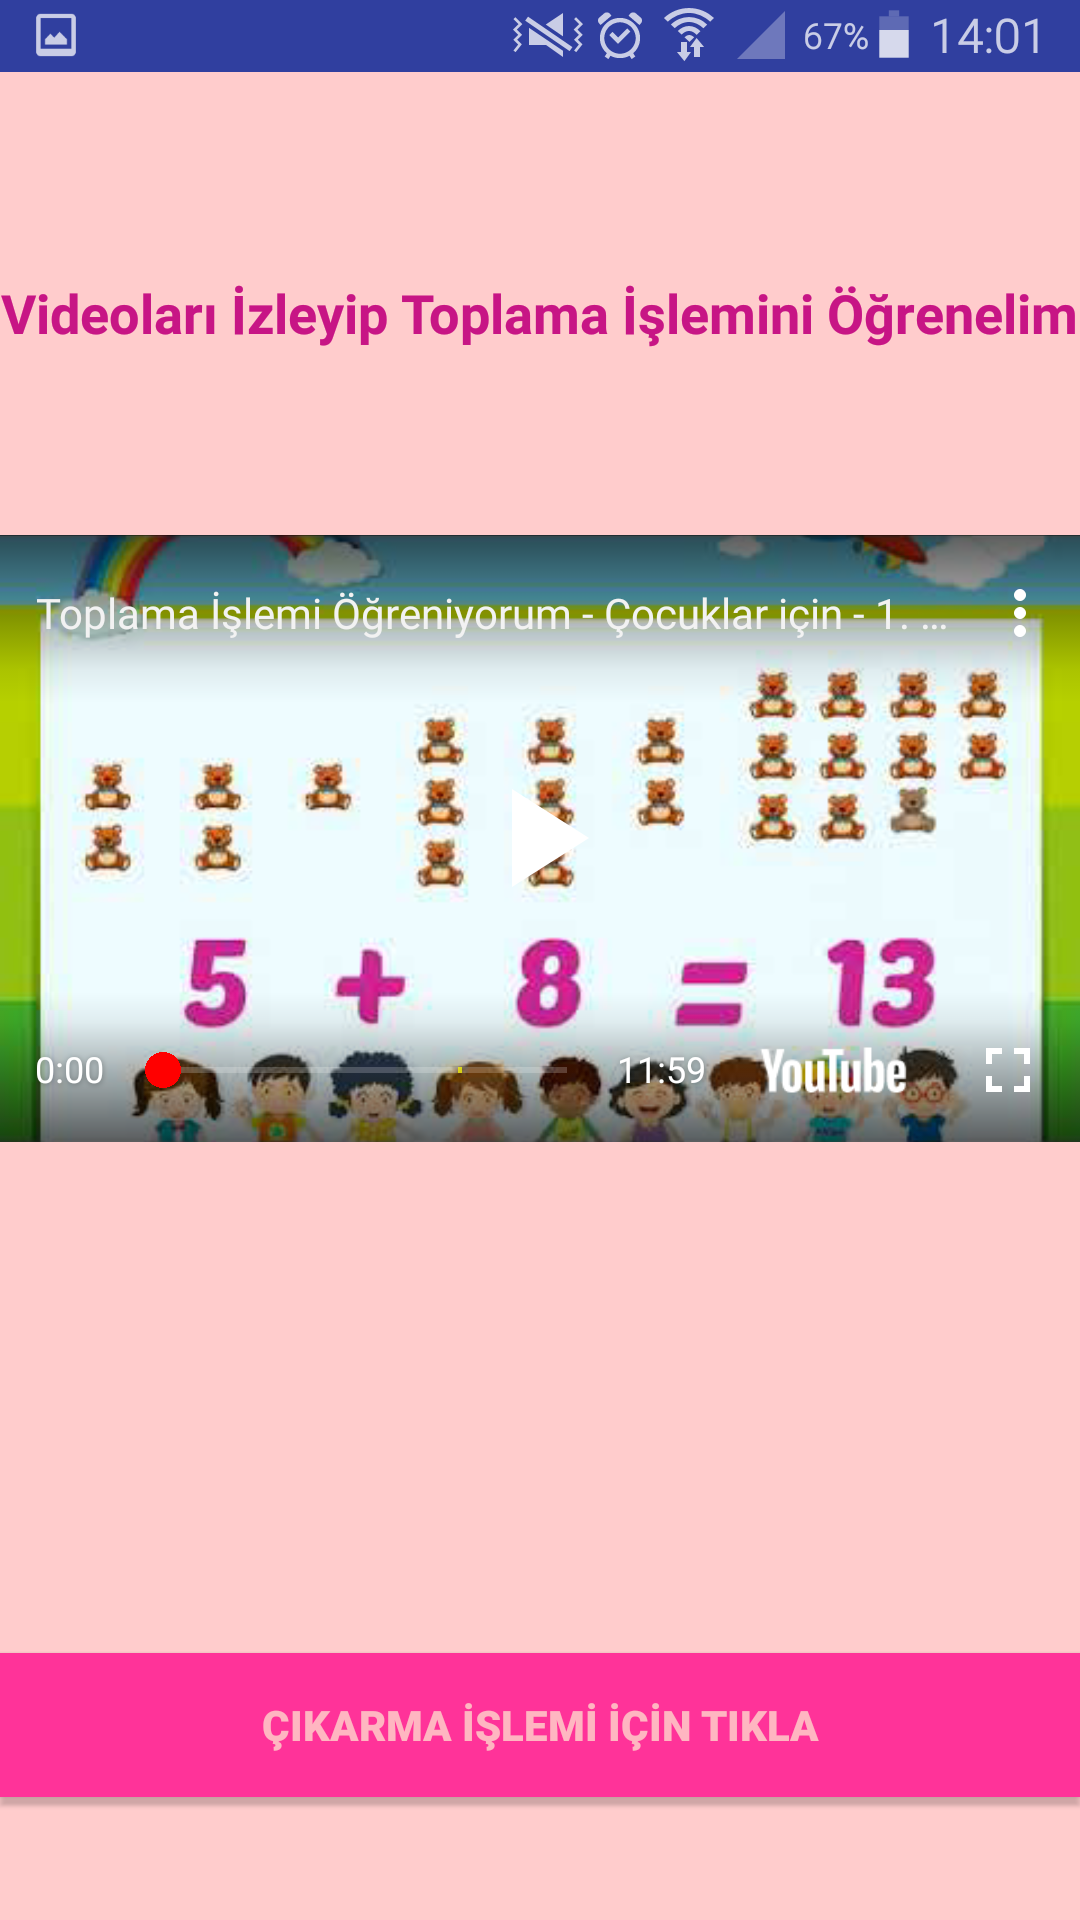 67% 14:01
Videoları İzleyip Toplama İşlemini Öğrenelim
Toplama İşlemi Öğreniyorum - Çocuklar için - 1. ...
5 + 8 = 13
0:00 11:59 YouTube
ÇIKARMA İŞLEMİ İÇİN TIKLA